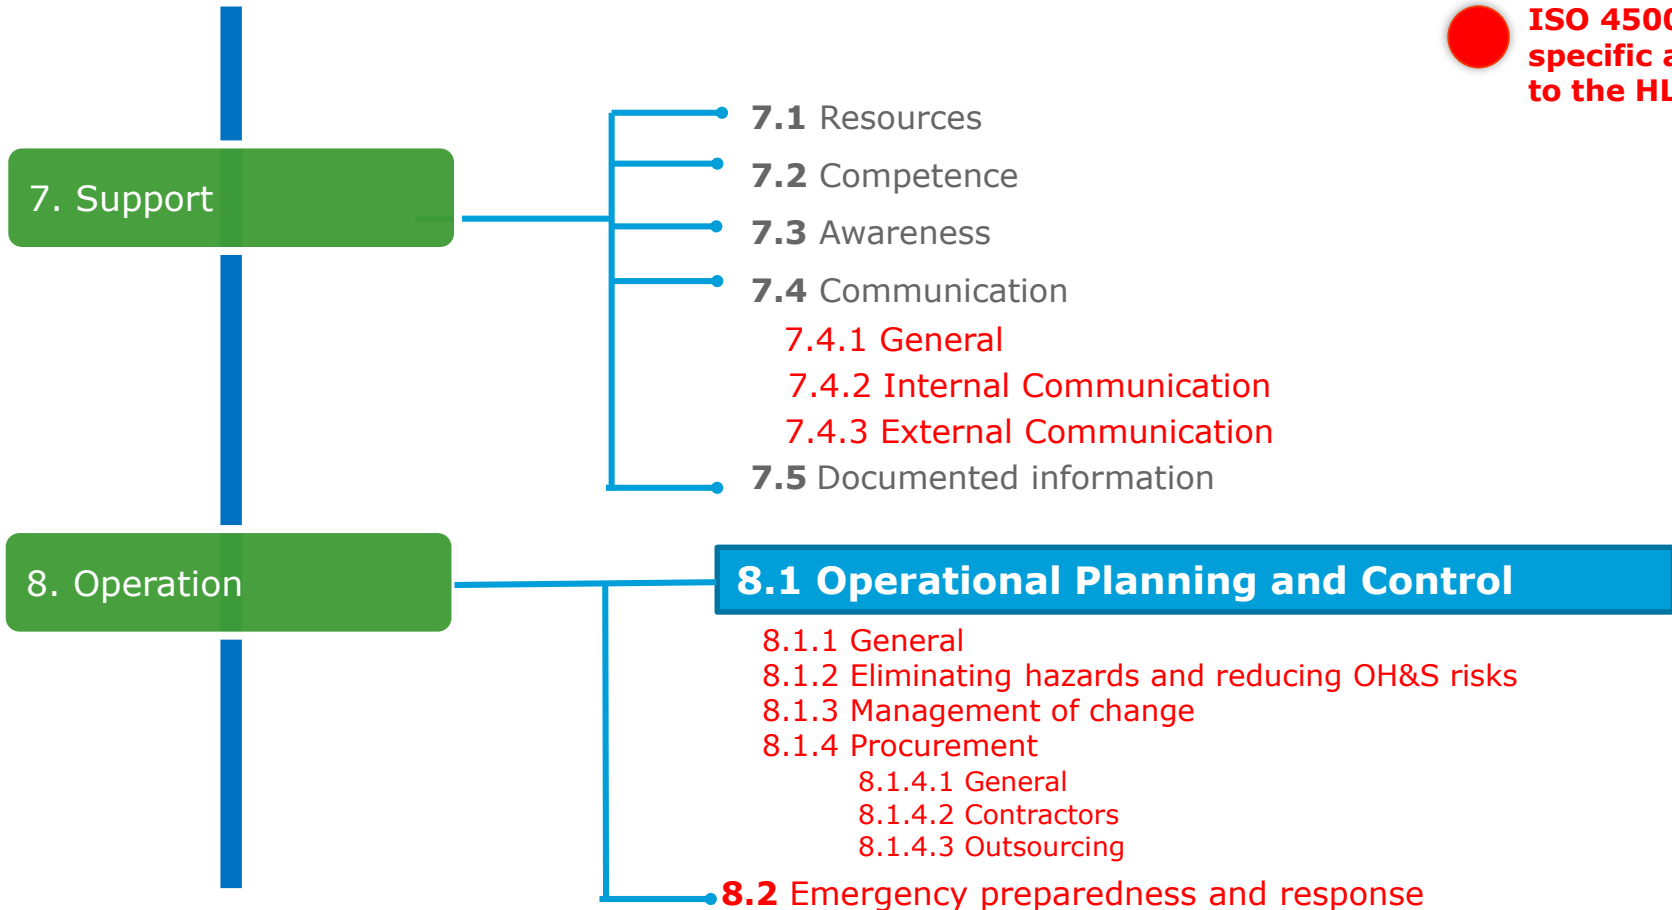 ISO 4500
specific a
to the HL
7.1 Resources
7.2 Competence
7. Support
7.3 Awareness
7.4 Communication
7.4.1 General
7.4.2 Internal Communication
7.4.3 External Communication
7.5 Documented information
8. Operation
8.1 Operational Planning and Control
8.1.1 General
8.1.2 Eliminating hazards and reducing OH&S risks
8.1.3 Management of change
8.1.4 Procurement
8.1.4.1 General
8.1.4.2 Contractors
8.1.4.3 Outsourcing
8.2 Emergency preparedness and response